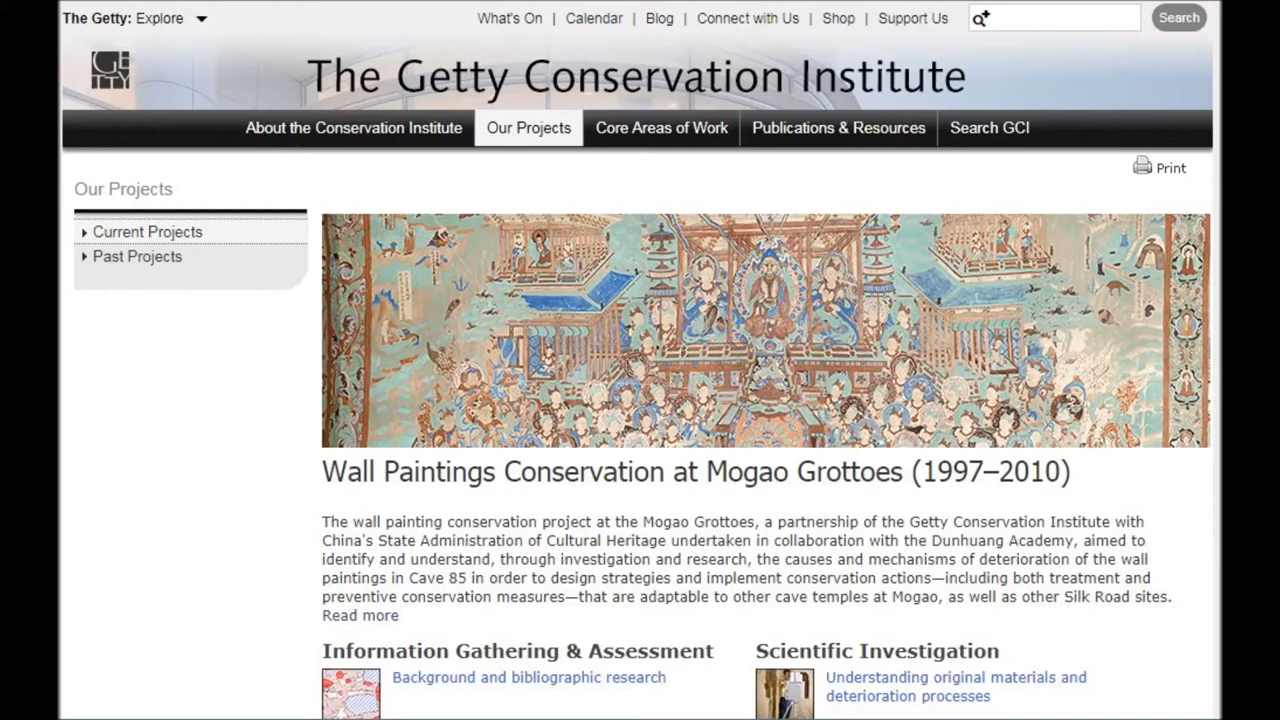 The Getty: Explore
What's On | Calendar | Blog | Connect with Us | Shop | Support Us
Search
GE
TTY
The Getty Conservation Institute
About the Conservation Institute
Our Projects
Core Areas of Work
Publications & Resources
Search GCI
Print
Our Projects
Current Projects
Past Projects
Wall Paintings Conservation at Mogao Grottoes (1997–2010)
The wall painting conservation project at the Mogao Grottoes, a partnership of the Getty Conservation Institute with
China's State Administration of Cultural Heritage undertaken in collaboration with the Dunhuang Academy, aimed to
identify and understand, through investigation and research, the causes and mechanisms of deterioration of the wall
paintings in Cave 85 in order to design strategies and implement conservation actions—including both treatment and
preventive conservation measures—that are adaptable to other cave temples at Mogao, as well as other Silk Road sites.
Read more
Information Gathering & Assessment
Background and bibliographic research
Scientific Investigation
Understanding original materials and
deterioration processes